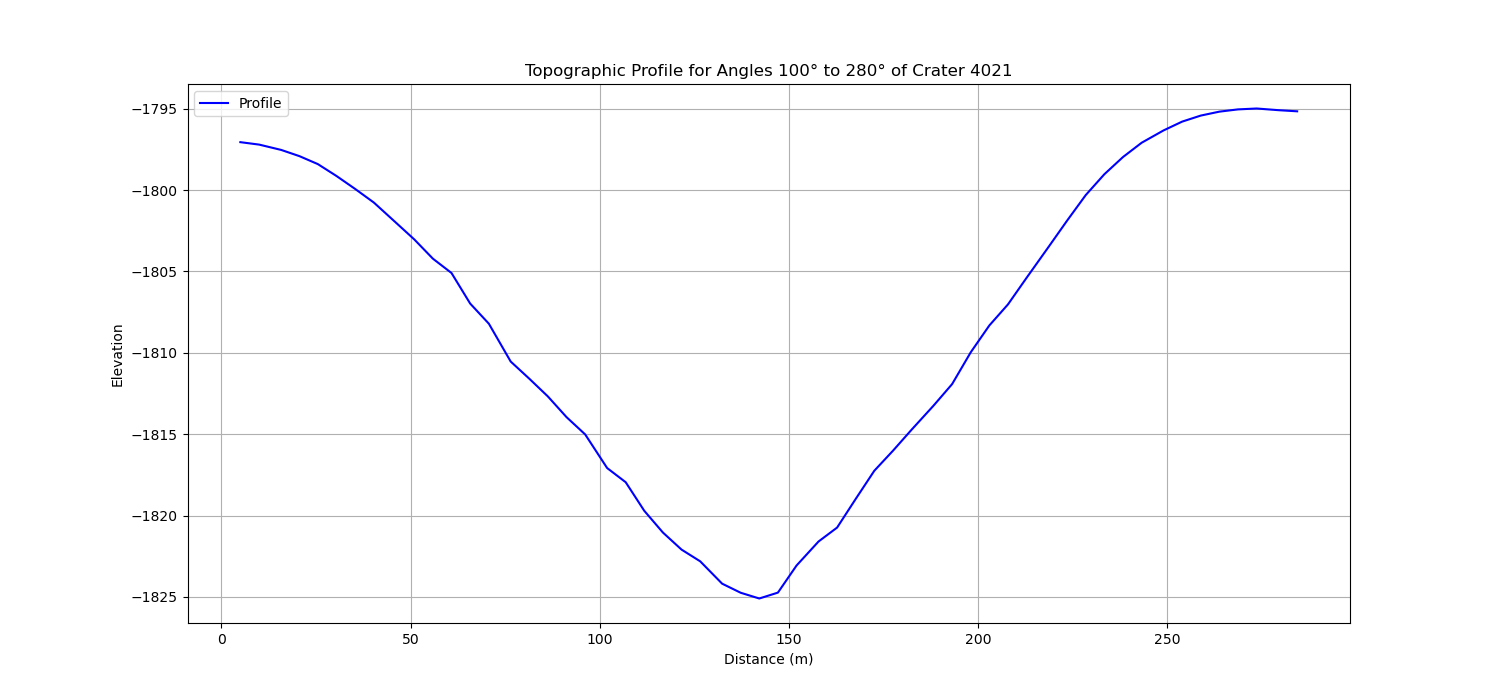 Topographic Profile for Angles 100° to 280° of Crater 4021
Profile
−1795
−1800
−1805
−1810
−1815
−1820
−1825
Elevation
0 50 100 150 200 250
Distance (m)